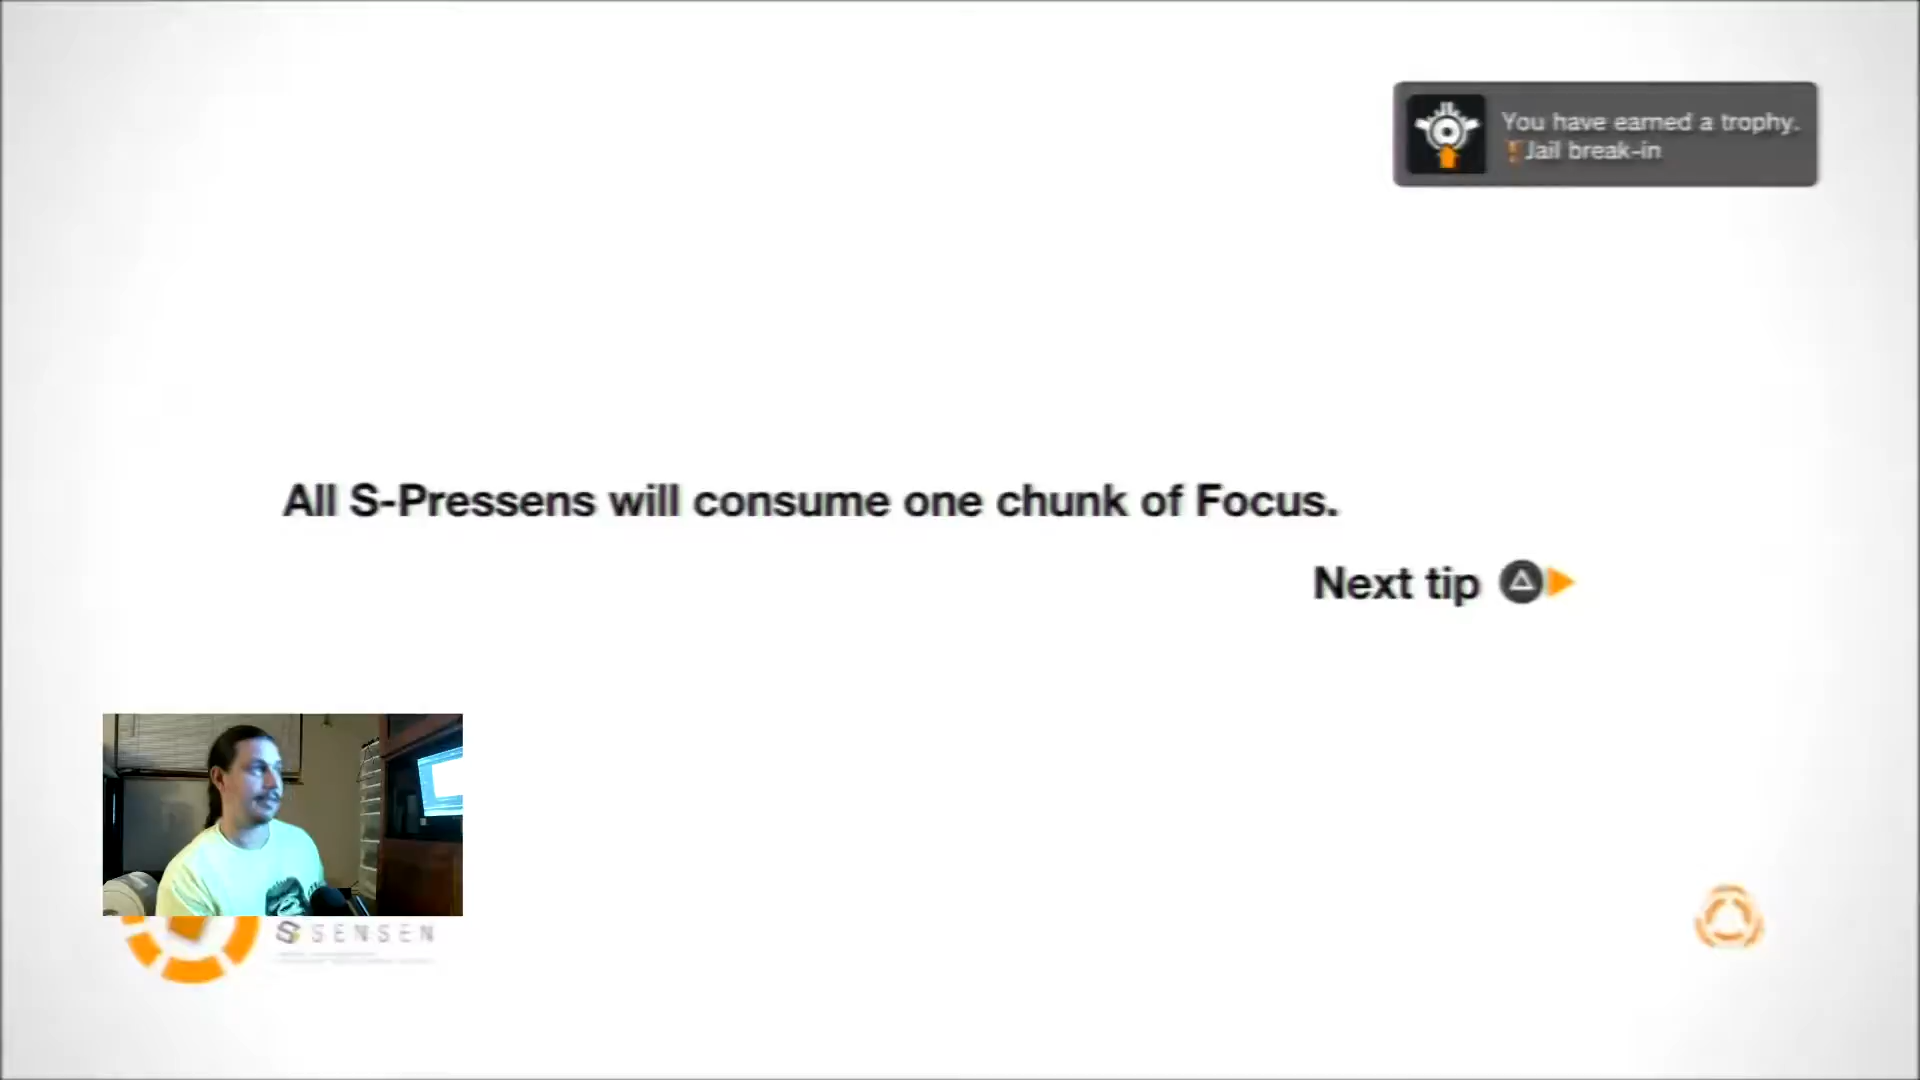 You have earned a trophy.
Jail break-in
All S-Pressens will consume one chunk of Focus.
Next tip
SENSEN